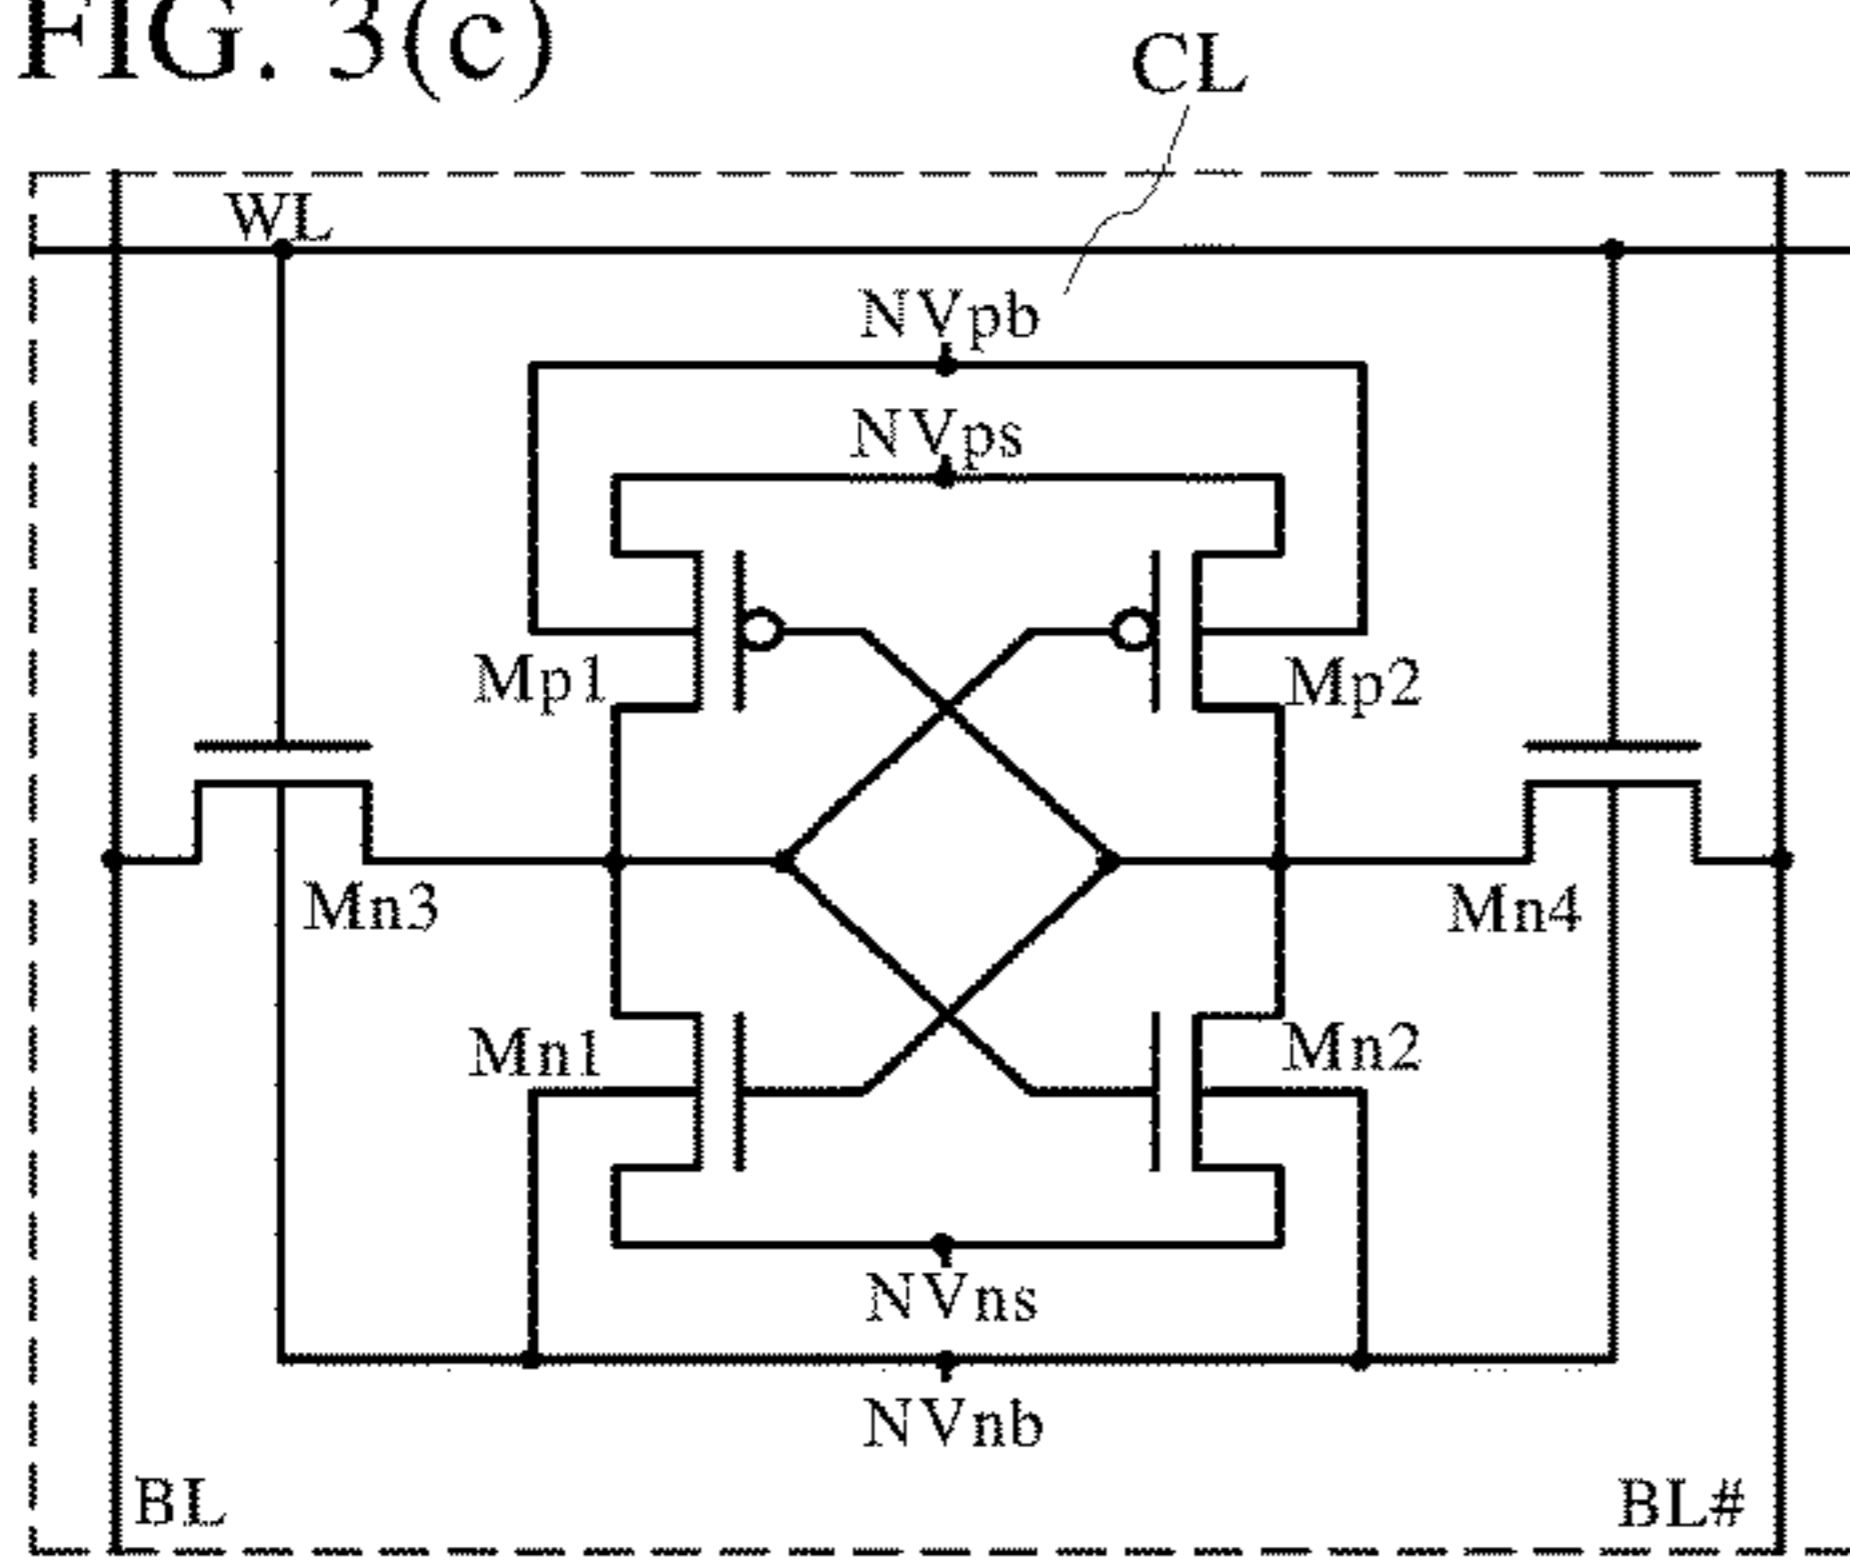 FIG. 3(c)
CL
WL
NVpb
NVps
Mp1
Mp2
Mn3
Mn4
Mn1
Mn2
NVns
NVnb
BL
BL#